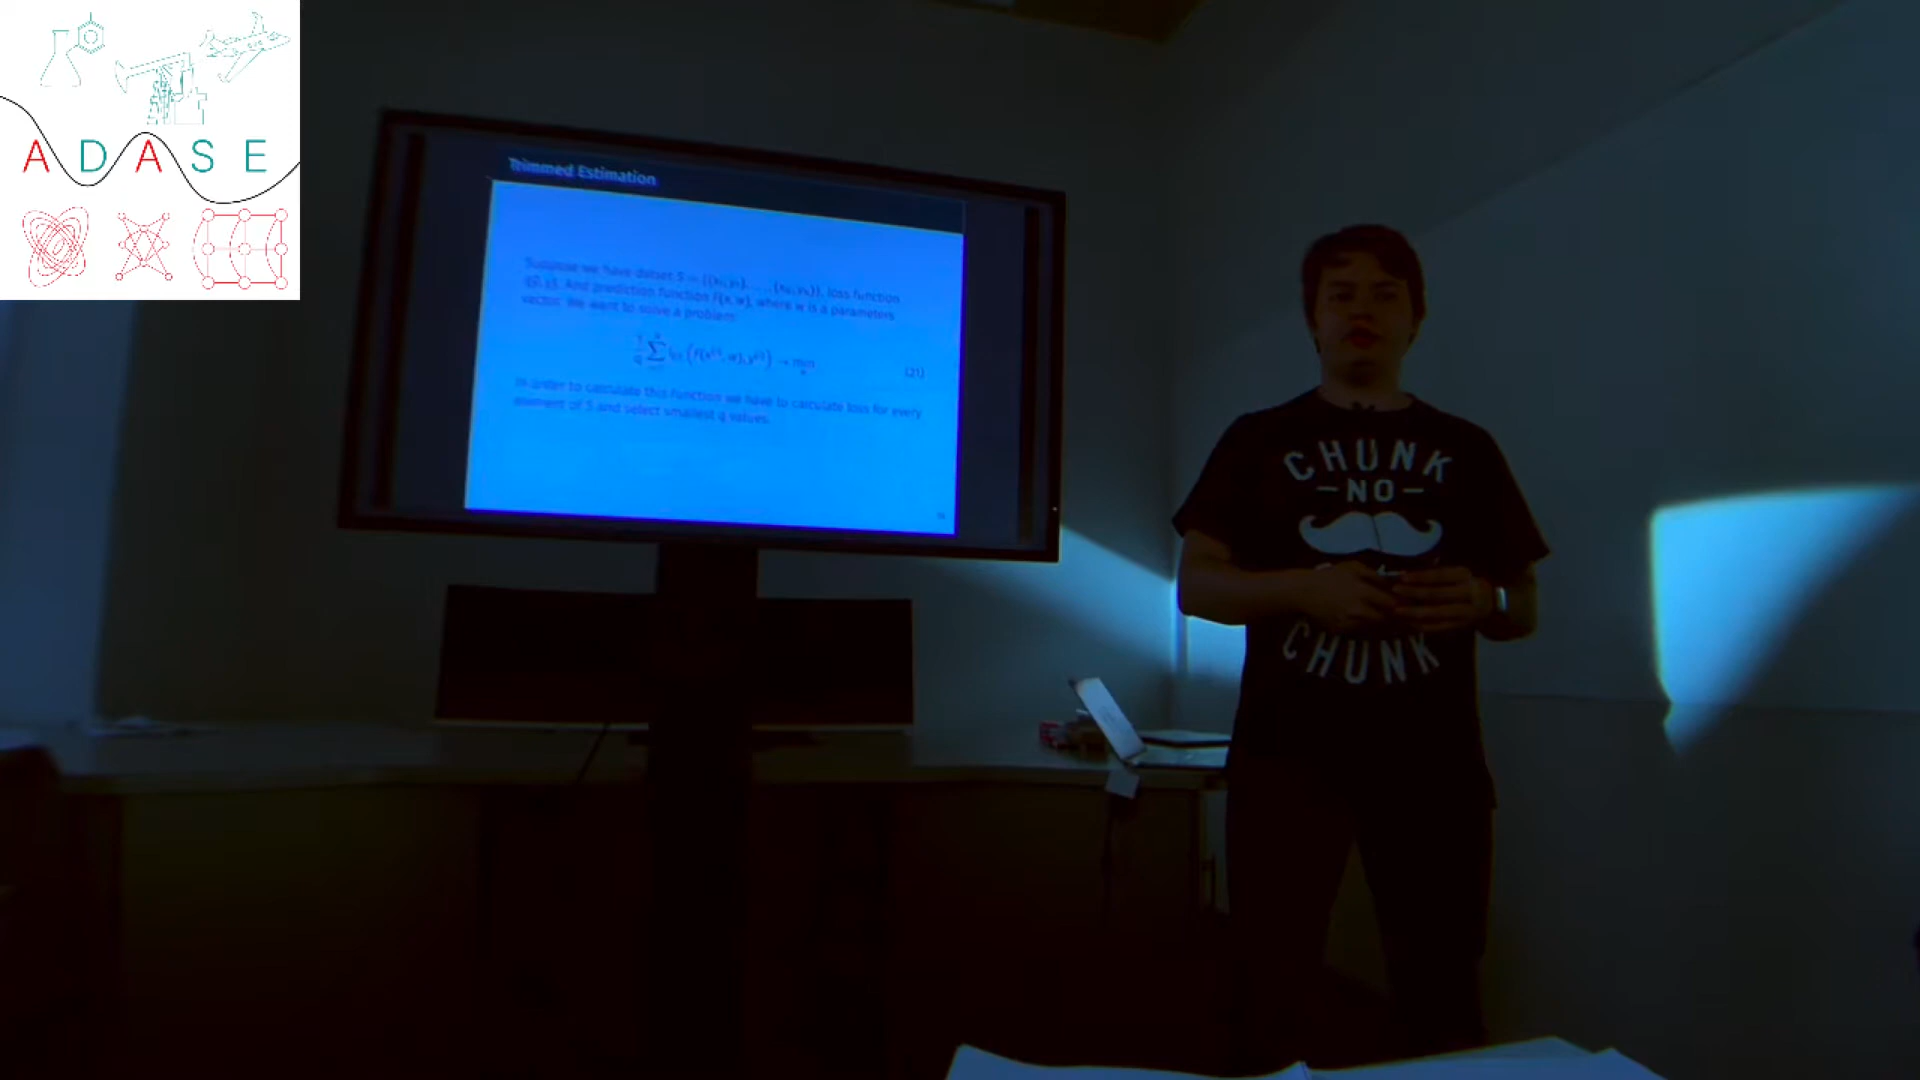 A D A S E
Trimmed Estimation
Suppose we have datset S = {(x₁, y₁), . . . , (xₙ, yₙ)}, loss function
And prediction function f(x, w), where w is a parameters
vector. We want to solve a problem:
(21)
In order to calculate this function we have to calculate loss for every
element of S and select smallest q values.
CHUNK
-NO-
CHUNK